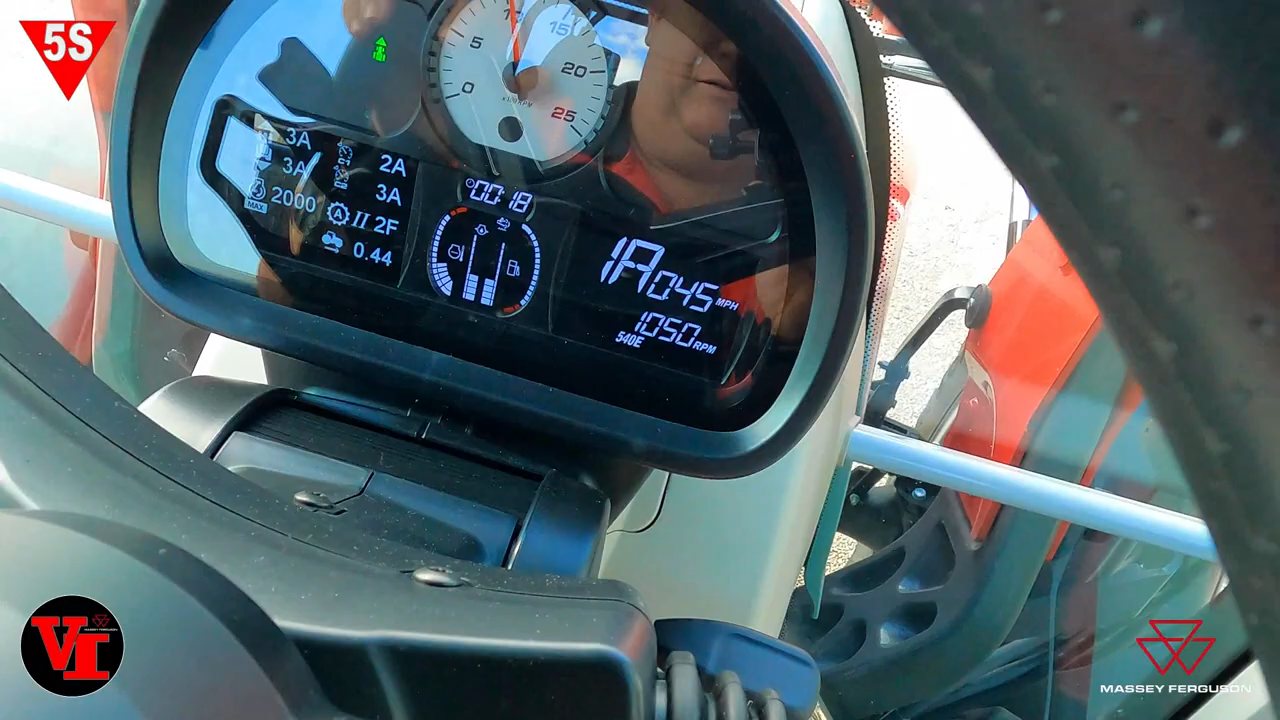 5S
5
15
0
20
25
3A
3A
MAX 2000
2A
3A
II 2F
0.44
00:18
1A 0.45 MPH
540E 1050 RPM
VI
MASSEY FERGUSON